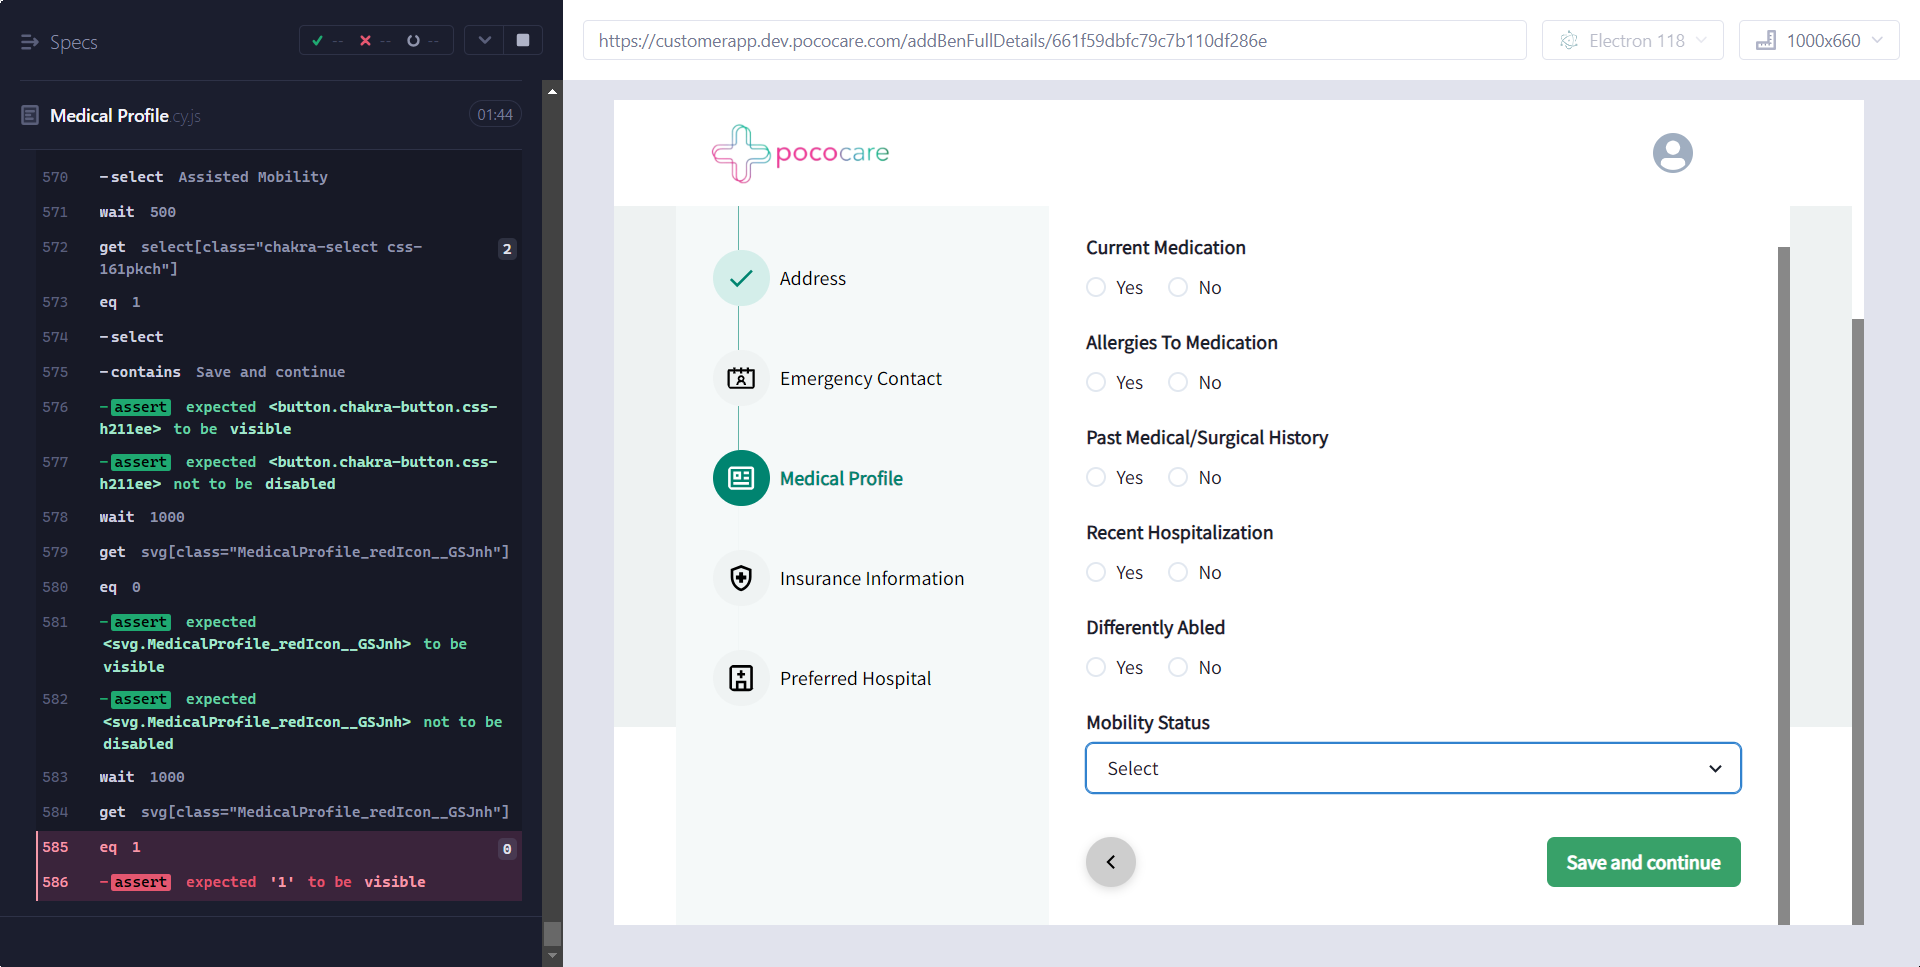 Specs
--
--
--
https://customerapp.dev.pococare.com/addBenFullDetails/661f59dbfc79c7b110df286e
Electron 118
1000x660
Medical Profile.cy.js
01:44
570 -select Assisted Mobility
571 wait 500
572 get select[class="chakra-select css-
161pkch"]
2
573 eq 1
574 -select
575 -contains Save and continue
576 -assert expected <button.chakra-button.css-
h211ee> to be visible
577 -assert expected <button.chakra-button.css-
h211ee> not to be disabled
578 wait 1000
579 get svg[class="MedicalProfile_redIcon__GSJnh"]
580 eq 0
581 -assert expected
<svg.MedicalProfile_redIcon__GSJnh> to be
visible
582 -assert expected
<svg.MedicalProfile_redIcon__GSJnh> not to be
disabled
583 wait 1000
584 get svg[class="MedicalProfile_redIcon__GSJnh"]
585 eq 1 0
586 -assert expected '1' to be visible
pococare
Address
Emergency Contact
Medical Profile
Insurance Information
Preferred Hospital
Current Medication
Yes No
Allergies To Medication
Yes No
Past Medical/Surgical History
Yes No
Recent Hospitalization
Yes No
Differently Abled
Yes No
Mobility Status
Select
Save and continue